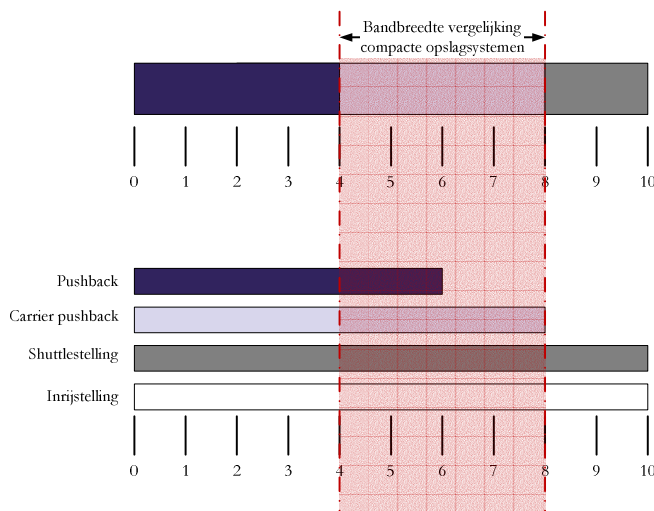 Bandbreedte vergelijking
compacte opslagsystemen
0 1 2 3 4 5 6 7 8 9 10
Pushback
Carrier pushback
Shuttlestelling
Inrijstelling
0 1 2 3 4 5 6 7 8 9 10